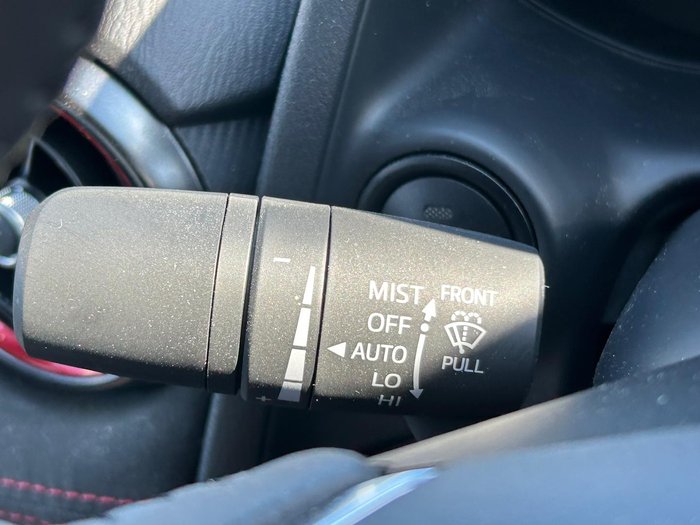 −
MIST
OFF
AUTO
LO
HI
FRONT
PULL
+